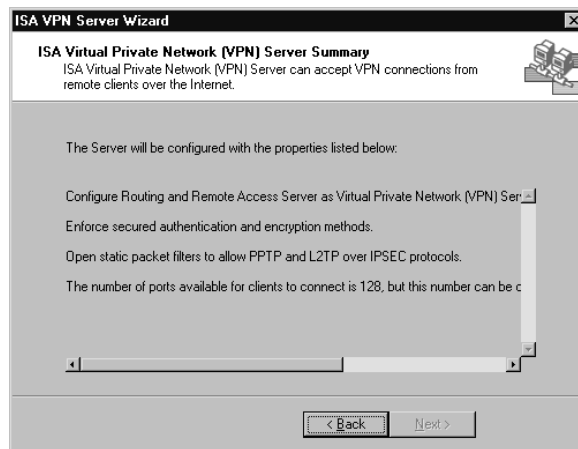 ISA VPN Server Wizard
ISA Virtual Private Network (VPN) Server Summary
ISA Virtual Private Network (VPN) Server can accept VPN connections from
remote clients over the Internet.
The Server will be configured with the properties listed below:
Configure Routing and Remote Access Server as Virtual Private Network (VPN) Ser
Enforce secured authentication and encryption methods.
Open static packet filters to allow PPTP and L2TP over IPSEC protocols.
The number of ports available for clients to connect is 128, but this number can be c
< Back
Next >